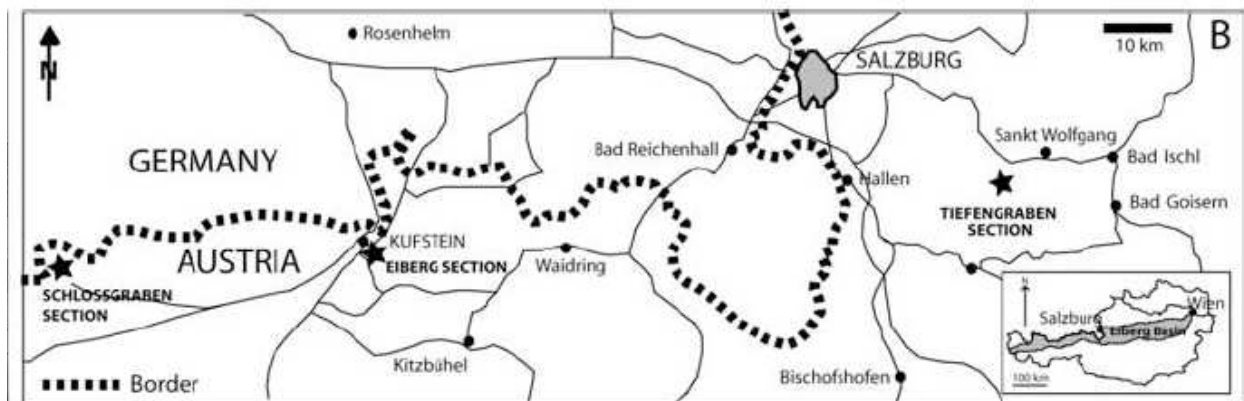 B
N
10 km
Rosenhelm
SALZBURG
GERMANY
Bad Reichenhall
Sankt Wolfgang
Bad Ischl
Hallen
Bad Goisern
TIEFENGRABEN
SECTION
AUSTRIA
KUFSTEIN
EIBERG SECTION
Waidring
SCHLOSSGRABEN
SECTION
Kitzbühel
Bischofshofen
Border
N
Wien
Salzburg
Eiberg Basin
100 km